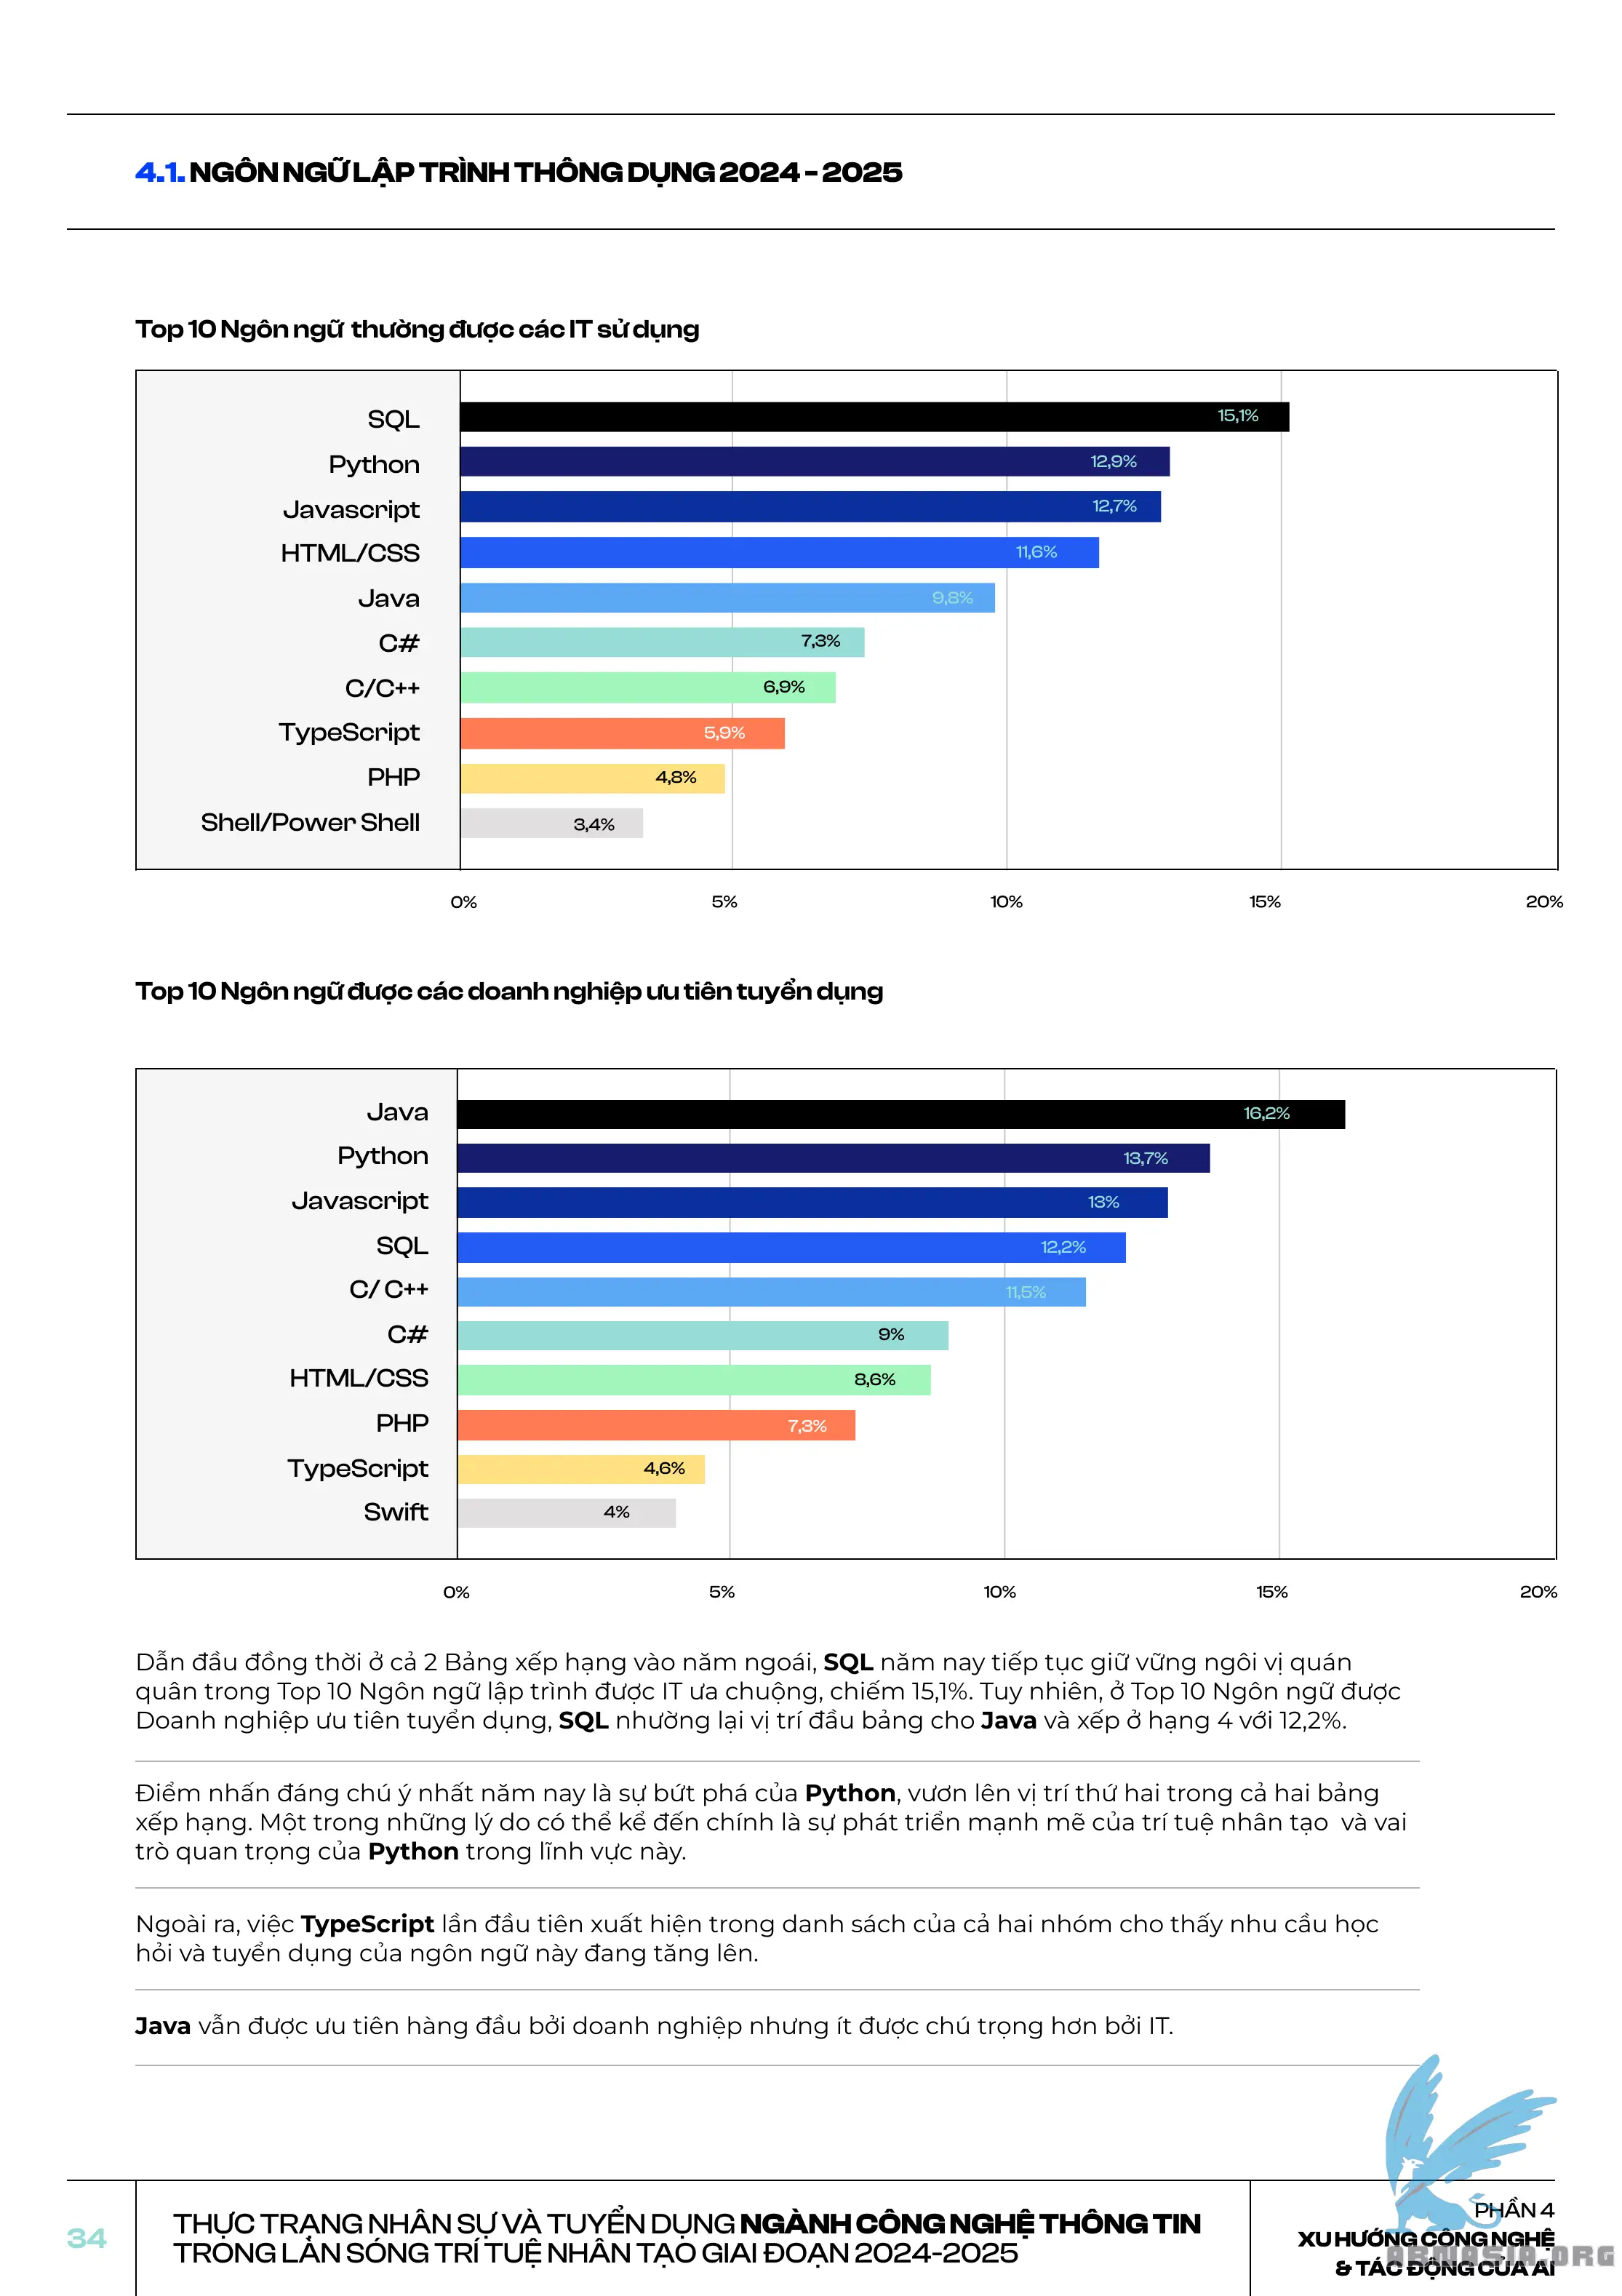 4.1. NGÔN NGỮ LẬP TRÌNH THÔNG DỤNG 2024 - 2025
Top 10 Ngôn ngữ thường được các IT sử dụng
SQL 15,1%
Python 12,9%
Javascript 12,7%
HTML/CSS 11,6%
Java 9,8%
C# 7,3%
C/C++ 6,9%
TypeScript 5,9%
PHP 4,8%
Shell/Power Shell 3,4%
0% 5% 10% 15% 20%
Top 10 Ngôn ngữ được các doanh nghiệp ưu tiên tuyển dụng
Java 16,2%
Python 13,7%
Javascript 13%
SQL 12,2%
C/ C++ 11,5%
C# 9%
HTML/CSS 8,6%
PHP 7,3%
TypeScript 4,6%
Swift 4%
0% 5% 10% 15% 20%
Dẫn đầu đồng thời ở cả 2 Bảng xếp hạng vào năm ngoái, SQL năm nay tiếp tục giữ vững ngôi vị quán
quân trong Top 10 Ngôn ngữ lập trình được IT ưa chuộng, chiếm 15,1%. Tuy nhiên, ở Top 10 Ngôn ngữ được
Doanh nghiệp ưu tiên tuyển dụng, SQL nhường lại vị trí đầu bảng cho Java và xếp ở hạng 4 với 12,2%.
Điểm nhấn đáng chú ý nhất năm nay là sự bứt phá của Python, vươn lên vị trí thứ hai trong cả hai bảng
xếp hạng. Một trong những lý do có thể kể đến chính là sự phát triển mạnh mẽ của trí tuệ nhân tạo và vai
trò quan trọng của Python trong lĩnh vực này.
Ngoài ra, việc TypeScript lần đầu tiên xuất hiện trong danh sách của cả hai nhóm cho thấy nhu cầu học
hỏi và tuyển dụng của ngôn ngữ này đang tăng lên.
Java vẫn được ưu tiên hàng đầu bởi doanh nghiệp nhưng ít được chú trọng hơn bởi IT.
34
THỰC TRẠNG NHÂN SỰ VÀ TUYỂN DỤNG NGÀNH CÔNG NGHỆ THÔNG TIN
TRONG LÀN SÓNG TRÍ TUỆ NHÂN TẠO GIAI ĐOẠN 2024-2025
PHẦN 4
XU HƯỚNG CÔNG NGHỆ
& TÁC ĐỘNG CỦA AI
ARMASIA.ORG